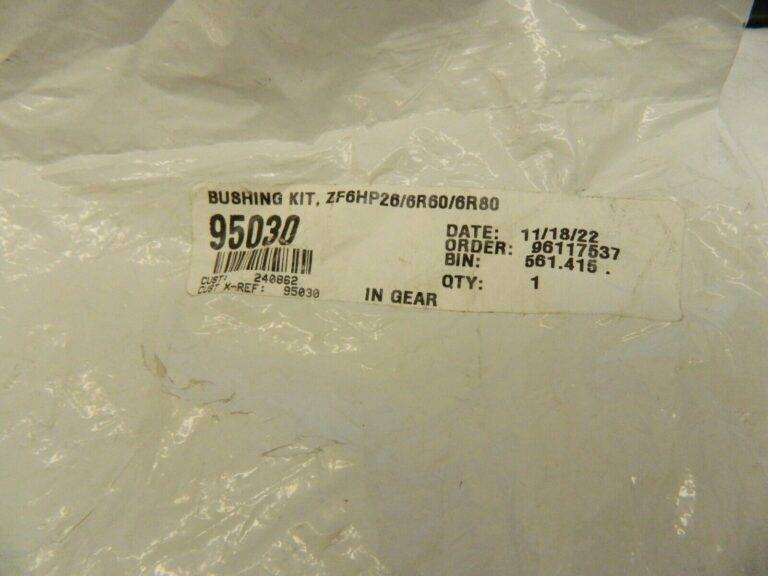 BUSHING KIT, ZF6HP26/6R60/6R80
95030
DATE: 11/18/22
ORDER: 96117537
BIN: 561.415 .
QTY: 1
CUST: 240862
CUST X-REF: 95030
IN GEAR